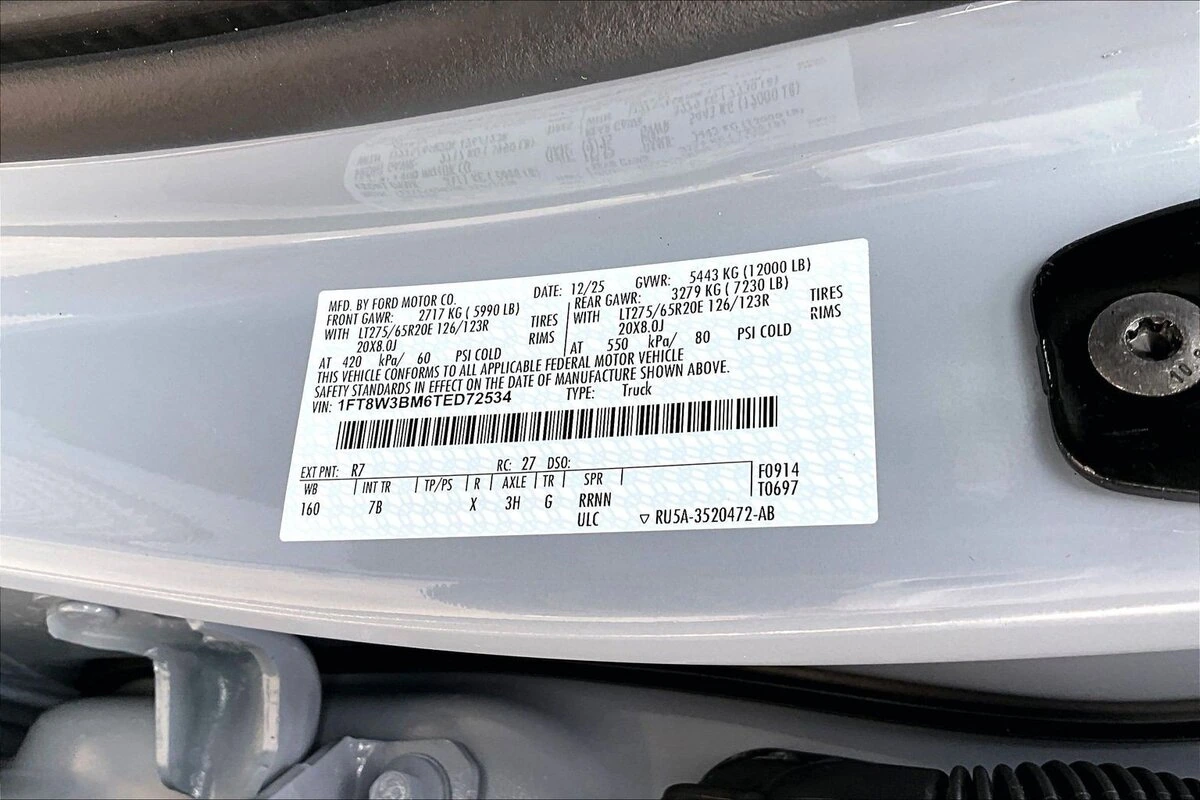 MFD. BY FORD MOTOR CO. DATE: 12/25 GVWR: 5443 KG (12000 LB)
FRONT GAWR: 2717 KG ( 5990 LB) REAR GAWR: 3279 KG ( 7230 LB)
WITH LT275/65R20E 126/123R TIRES WITH LT275/65R20E 126/123R TIRES
20X8.0J RIMS 20X8.0J RIMS
AT 420 kPa/ 60 PSI COLD AT 550 kPa/ 80 PSI COLD
THIS VEHICLE CONFORMS TO ALL APPLICABLE FEDERAL MOTOR VEHICLE
SAFETY STANDARDS IN EFFECT ON THE DATE OF MANUFACTURE SHOWN ABOVE.
VIN: 1FT8W3BM6TED72534 TYPE: Truck
EXT PNT: R7 RC: 27 DSO:
WB INT TR TP/PS R AXLE TR SPR F0914
160 7B X 3H G RRNN T0697
ULC ▽ RU5A-3520472-AB